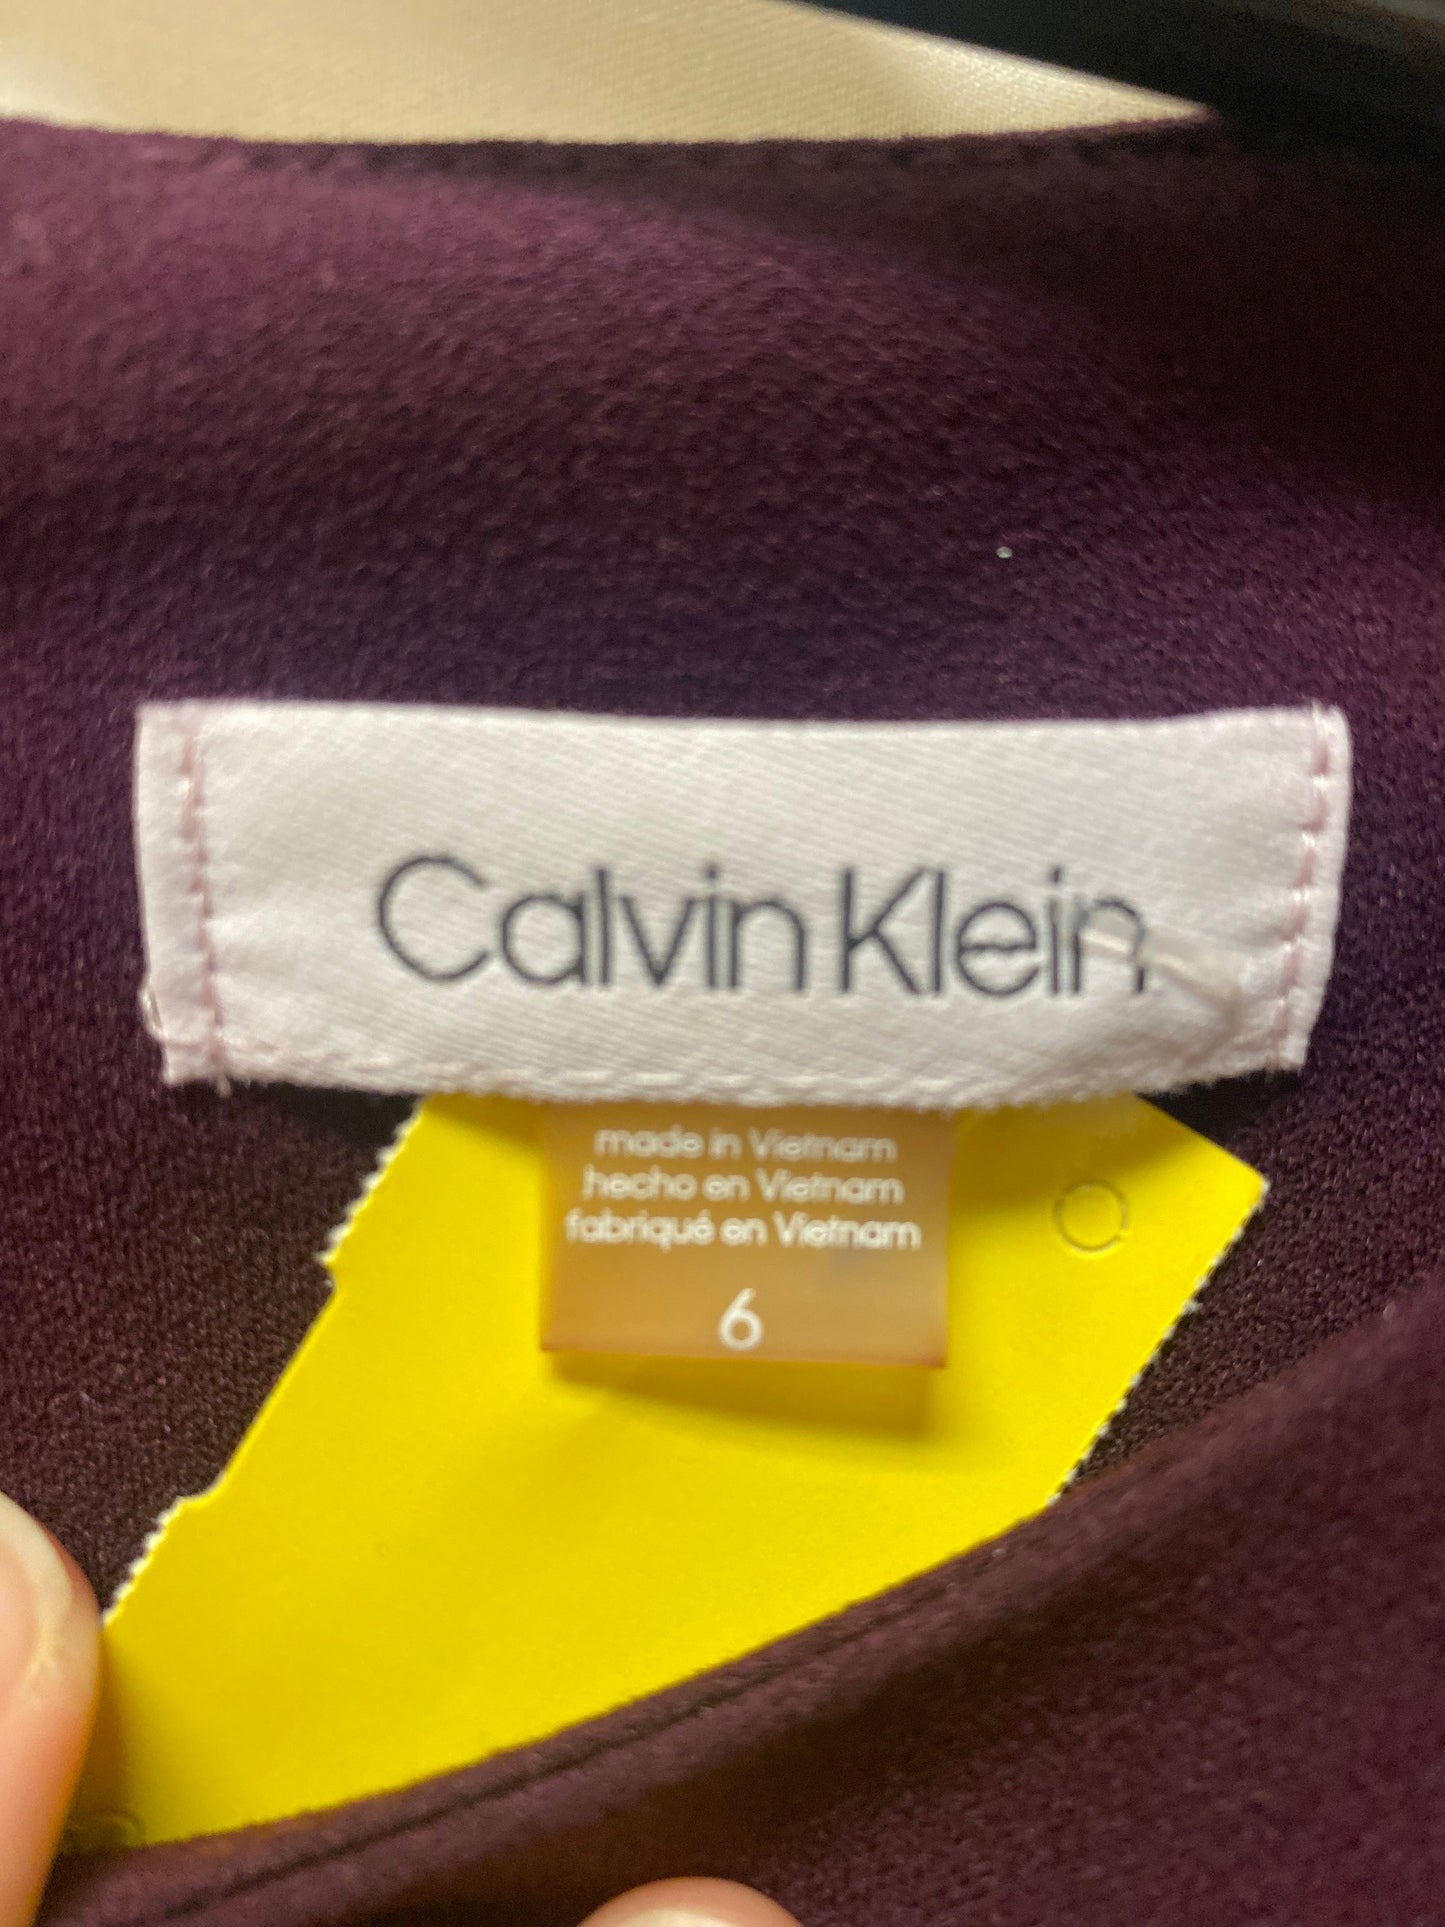 Calvin Klein
made in Vietnam
hecho en Vietnam
fabriqué en Vietnam
6